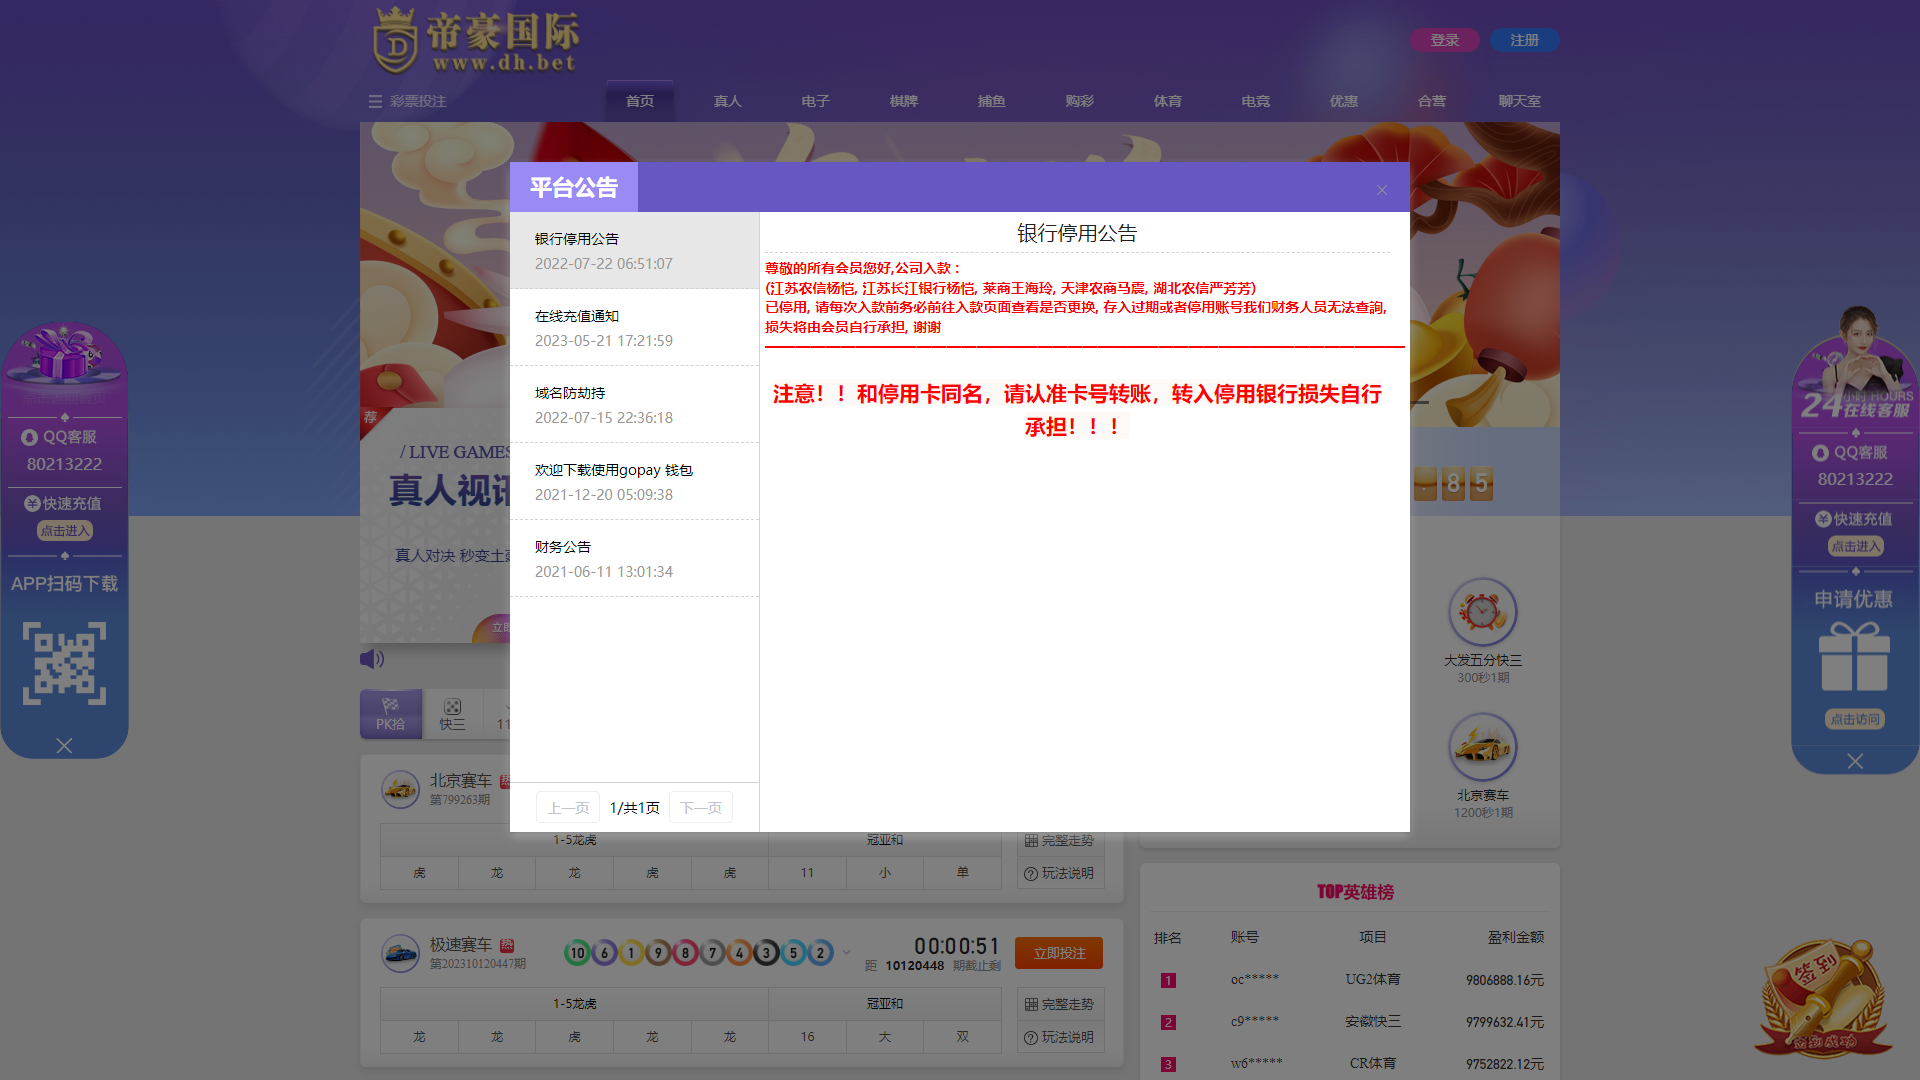 帝豪国际
www.dh.bet
登录
注册
彩票投注
首页
真人
电子
棋牌
捕鱼
购彩
体育
电竞
优惠
合营
聊天室
平台公告
×
银行停用公告
2022-07-22 06:51:07
在线充值通知
2023-05-21 17:21:59
域名防劫持
2022-07-15 22:36:18
欢迎下载使用gopay 钱包
2021-12-20 05:09:38
财务公告
2021-06-11 13:01:34
上一页
1/共1页
下一页
银行停用公告
尊敬的所有会员您好,公司入款：
(江苏农信杨恺, 江苏长江银行杨恺, 莱商王海玲, 天津农商马震, 湖北农信严芳芳)
已停用, 请每次入款前务必前往入款页面查看是否更换, 存入过期或者停用账号我们财务人员无法查詢,
损失将由会员自行承担, 谢谢
注意！！和停用卡同名，请认准卡号转账，转入停用银行损失自行
承担！！！
QQ客服
80213222
快速充值
点击进入
APP扫码下载
荐
/ LIVE GAMES
真人视讯
真人对决 秒变土豪
立即
.85
24小时 HOURS
在线客服
QQ客服
80213222
快速充值
点击进入
申请优惠
点击访问
PK拾
快三
11
大发五分快三
300秒1期
北京赛车
1200秒1期
北京赛车 热
第799263期
1-5龙虎
冠亚和
完整走势
虎 龙 龙 虎 虎 11 小 单
玩法说明
极速赛车 热
第202310120447期
10 6 1 9 8 7 4 3 5 2
00:00:51
距 10120448 期截止剩
立即投注
1-5龙虎
冠亚和
完整走势
龙 龙 虎 龙 龙 16 大 双
玩法说明
TOP英雄榜
排名 账号 项目 盈利金额
1 oc***** UG2体育 9806888.16元
2 c9***** 安徽快三 9799632.41元
3 w6***** CR体育 9752822.12元
签到
签到成功